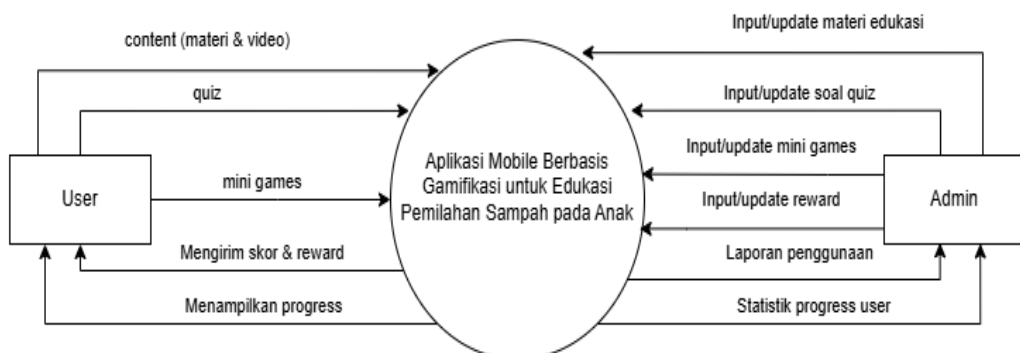 content (materi & video)
quiz
User
mini games
Mengirim skor & reward
Menampilkan progress
Aplikasi Mobile Berbasis
Gamifikasi untuk Edukasi
Pemilahan Sampah pada Anak
Input/update materi edukasi
Input/update soal quiz
Input/update mini games
Input/update reward
Admin
Laporan penggunaan
Statistik progress user